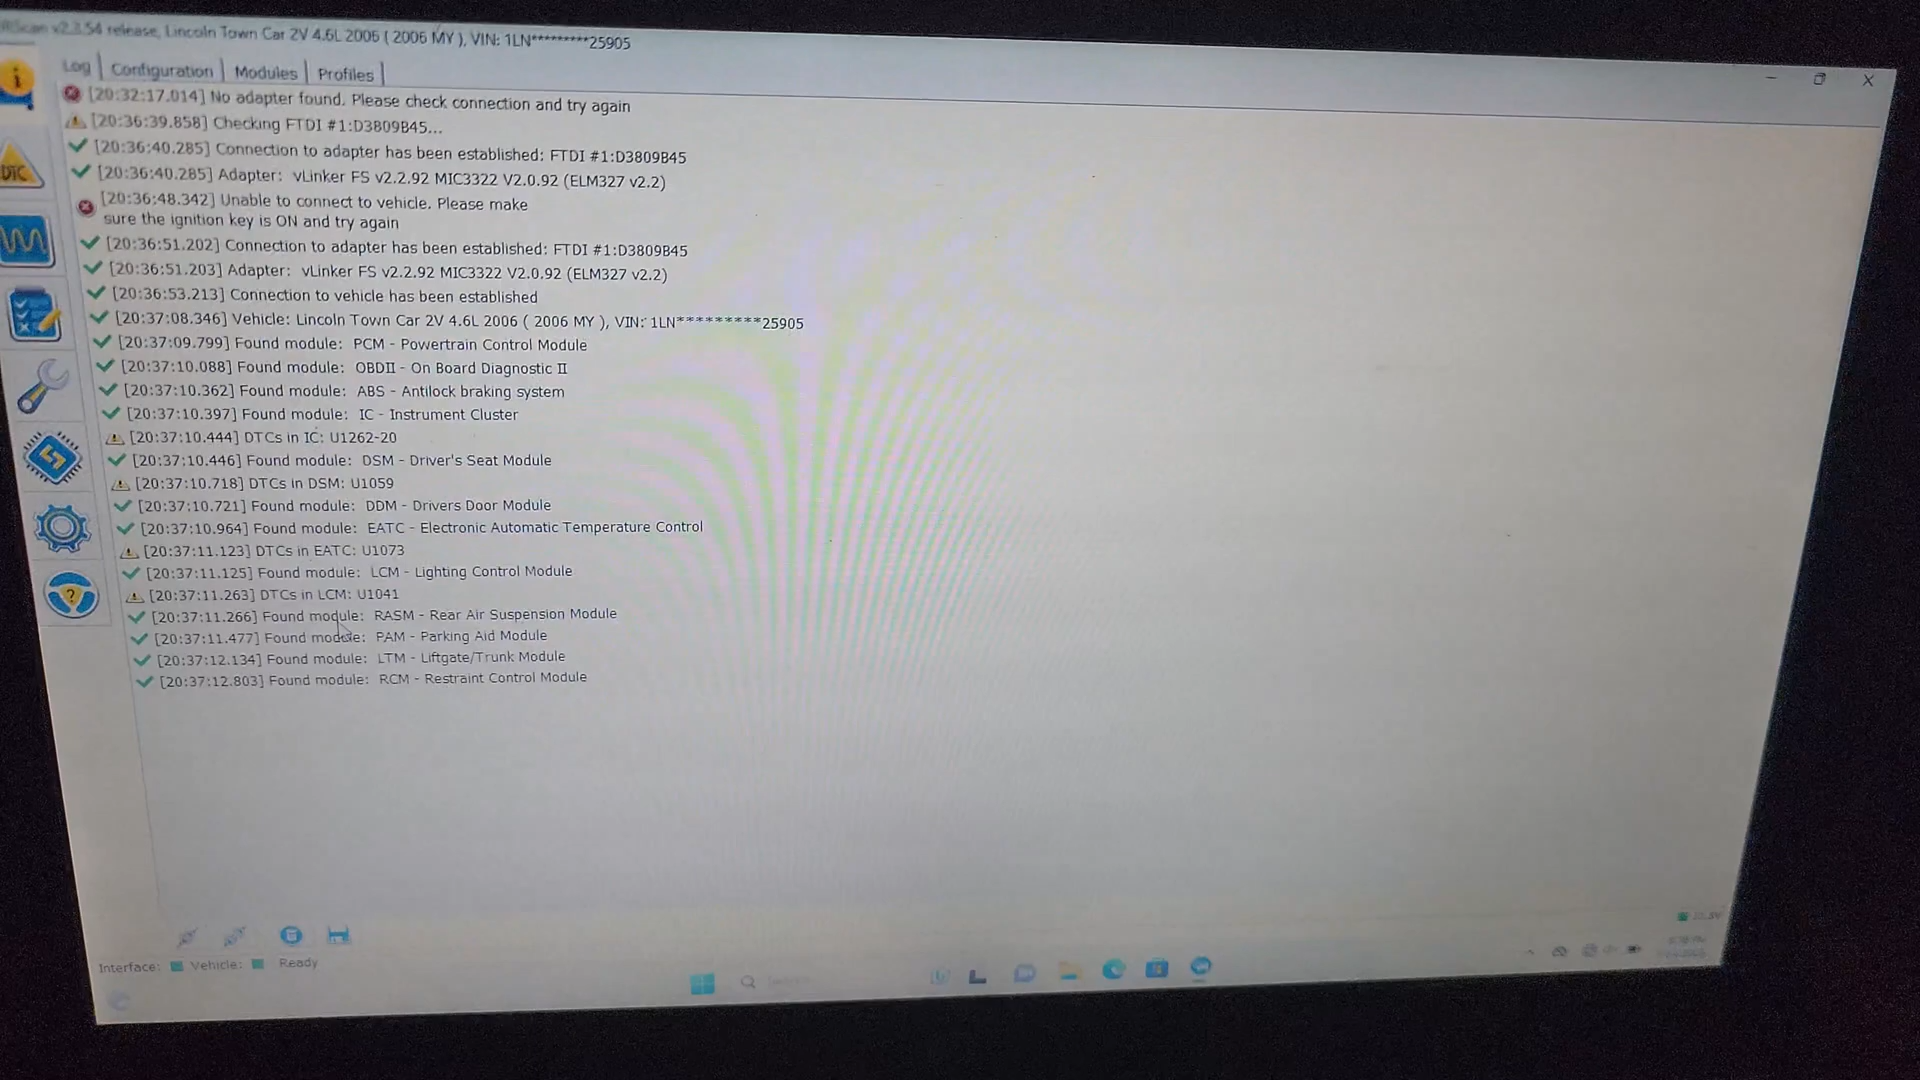 RScan v2.3.54 release, Lincoln Town Car 2V 4.6L 2006 ( 2006 MY ), VIN: 1LN*********25905
Log Configuration Modules Profiles
[20:32:17.014] No adapter found. Please check connection and try again
[20:36:39.858] Checking FTDI #1:D3809B45...
[20:36:40.285] Connection to adapter has been established: FTDI #1:D3809B45
[20:36:40.285] Adapter: vLinker FS v2.2.92 MIC3322 V2.0.92 (ELM327 v2.2)
[20:36:48.342] Unable to connect to vehicle. Please make
sure the ignition key is ON and try again
[20:36:51.202] Connection to adapter has been established: FTDI #1:D3809B45
[20:36:51.203] Adapter: vLinker FS v2.2.92 MIC3322 V2.0.92 (ELM327 v2.2)
[20:36:53.213] Connection to vehicle has been established
[20:37:08.346] Vehicle: Lincoln Town Car 2V 4.6L 2006 ( 2006 MY ), VIN: 1LN*********25905
[20:37:09.799] Found module: PCM - Powertrain Control Module
[20:37:10.088] Found module: OBDII - On Board Diagnostic II
[20:37:10.362] Found module: ABS - Antilock braking system
[20:37:10.397] Found module: IC - Instrument Cluster
[20:37:10.444] DTCs in IC: U1262-20
[20:37:10.446] Found module: DSM - Driver's Seat Module
[20:37:10.718] DTCs in DSM: U1059
[20:37:10.721] Found module: DDM - Drivers Door Module
[20:37:10.964] Found module: EATC - Electronic Automatic Temperature Control
[20:37:11.123] DTCs in EATC: U1073
[20:37:11.125] Found module: LCM - Lighting Control Module
[20:37:11.263] DTCs in LCM: U1041
[20:37:11.266] Found module: RASM - Rear Air Suspension Module
[20:37:11.477] Found module: PAM - Parking Aid Module
[20:37:12.134] Found module: LTM - Liftgate/Trunk Module
[20:37:12.803] Found module: RCM - Restraint Control Module
DTC
Interface: Vehicle: Ready